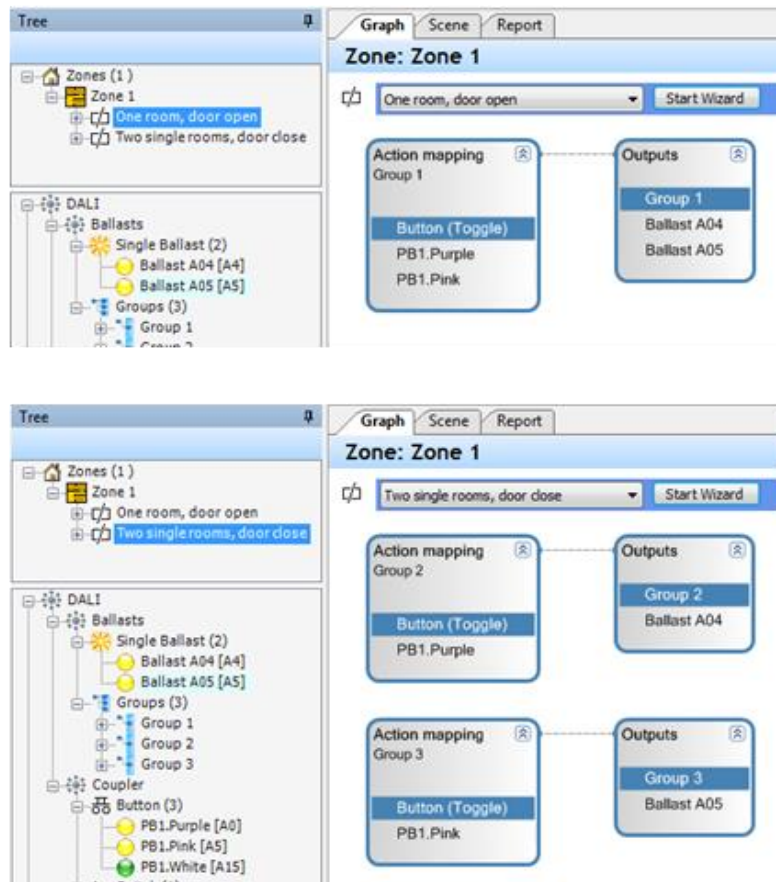 Tree
Zones (1)
Zone 1
One room, door open
Two single rooms, door close
DALI
Ballasts
Single Ballast (2)
Ballast A04 [A4]
Ballast A05 [A5]
Groups (3)
Group 1
Group 2
Graph Scene Report
Zone: Zone 1
One room, door open Start Wizard
Action mapping
Group 1
Button (Toggle)
PB1.Purple
PB1.Pink
Outputs
Group 1
Ballast A04
Ballast A05
Tree
Zones (1)
Zone 1
One room, door open
Two single rooms, door close
DALI
Ballasts
Single Ballast (2)
Ballast A04 [A4]
Ballast A05 [A5]
Groups (3)
Group 1
Group 2
Group 3
Coupler
Button (3)
PB1.Purple [A0]
PB1.Pink [A5]
PB1.White [A15]
Graph Scene Report
Zone: Zone 1
Two single rooms, door close Start Wizard
Action mapping
Group 2
Button (Toggle)
PB1.Purple
Outputs
Group 2
Ballast A04
Action mapping
Group 3
Button (Toggle)
PB1.Pink
Outputs
Group 3
Ballast A05